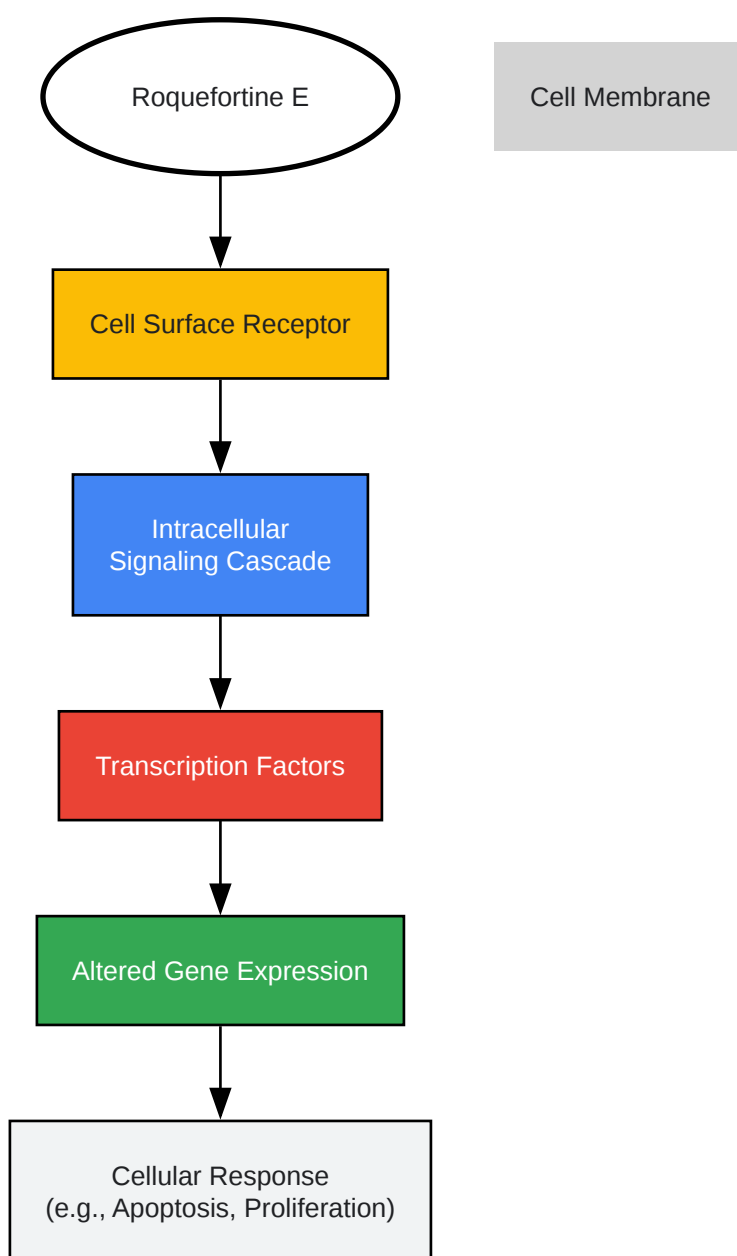 Roquefortine E
Cell Membrane
Cell Surface Receptor
Intracellular
Signaling Cascade
Transcription Factors
Altered Gene Expression
Cellular Response
(e.g., Apoptosis, Proliferation)